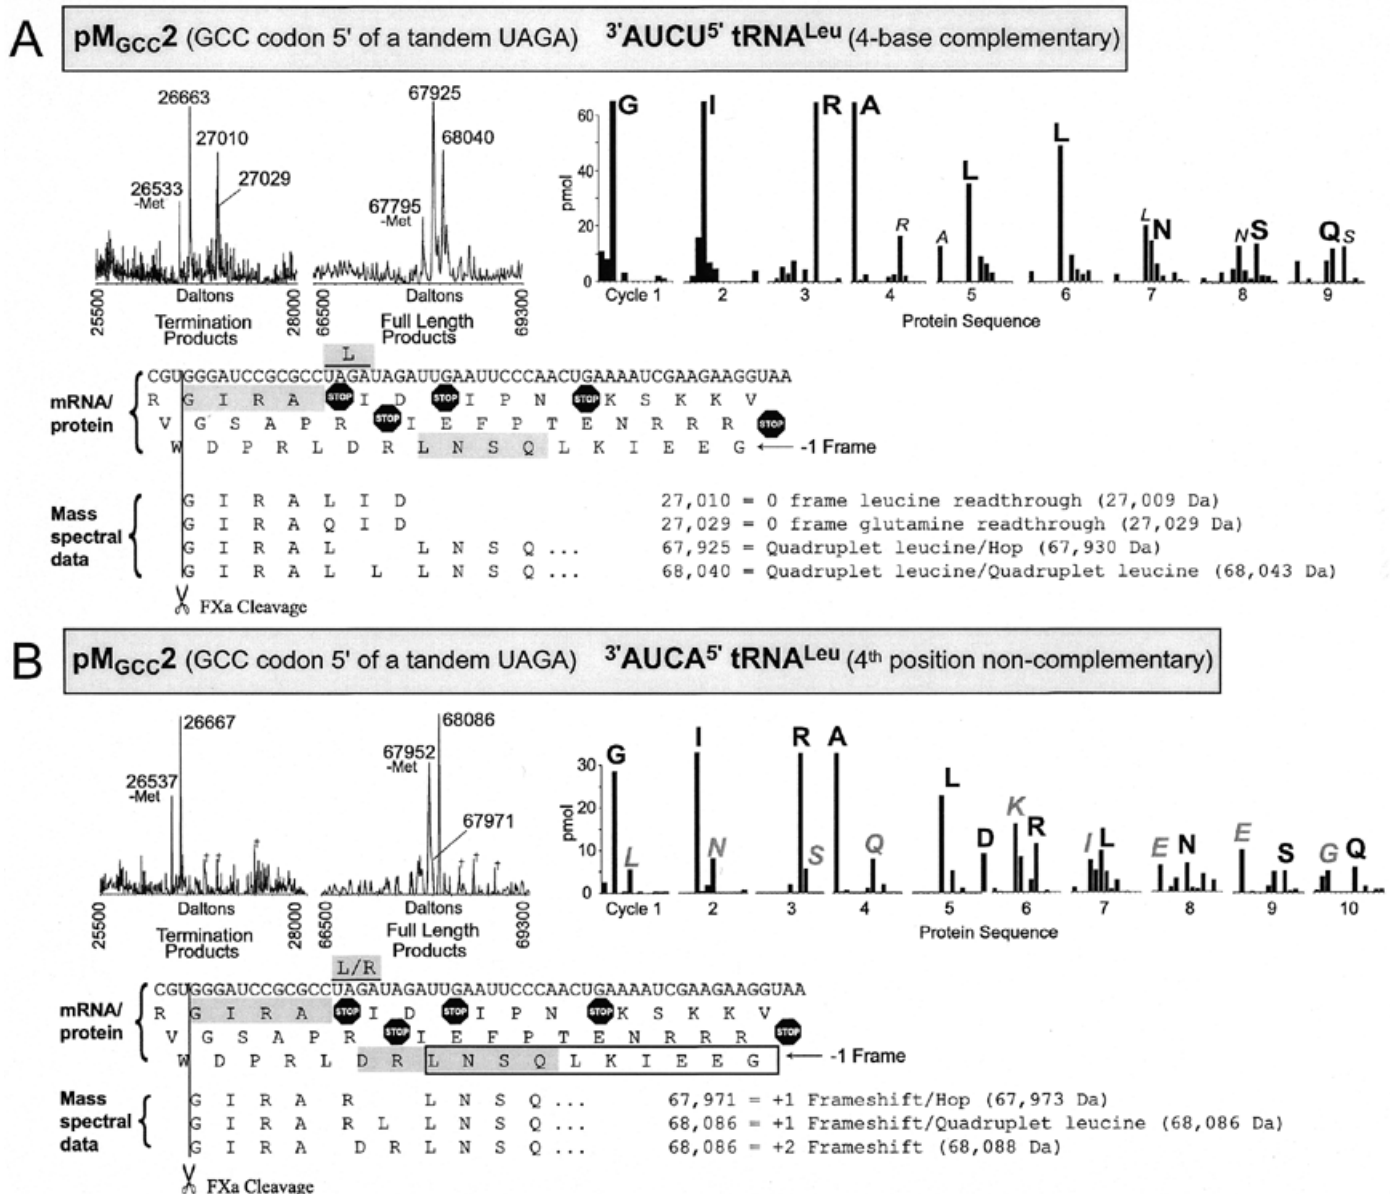 A
pMGCC2 (GCC codon 5' of a tandem UAGA) 3'AUCU5' tRNALeu (4-base complementary)
26663
27010
27029
26533
-Met
25500
Daltons
28000
Termination
Products
67925
68040
67795
-Met
66500
Daltons
69300
Full Length
Products
pmol
60
40
20
0
G
I
R
A
R
A
L
L
L
N
N
S
Q
S
Cycle 1 2 3 4 5 6 7 8 9
Protein Sequence
L
CGUGGGAUCCGCGCCUAGAUAGAUUGAAUUCCCAACUGAAAAUCGAAGAAGGUAA
mRNA/
protein
R G I R A STOP I D STOP I P N STOP K S K K V
V G S A P R STOP I E F P T E N R R R STOP
W D P R L D R L N S Q L K I E E G ← -1 Frame
Mass
spectral
data
G I R A L I D 27,010 = 0 frame leucine readthrough (27,009 Da)
G I R A Q I D 27,029 = 0 frame glutamine readthrough (27,029 Da)
G I R A L L N S Q ... 67,925 = Quadruplet leucine/Hop (67,930 Da)
G I R A L L L N S Q ... 68,040 = Quadruplet leucine/Quadruplet leucine (68,043 Da)
FXa Cleavage
B
pMGCC2 (GCC codon 5' of a tandem UAGA) 3'AUCA5' tRNALeu (4th position non-complementary)
26667
26537
-Met
25500
Daltons
28000
Termination
Products
68086
67952
-Met
67971
66500
Daltons
69300
Full Length
Products
pmol
30
20
10
0
G
L
I
N
R
S
A
Q
L
D
K
R
I
L
E
N
E
S
G
Q
Cycle 1 2 3 4 5 6 7 8 9 10
Protein Sequence
L/R
CGUGGGAUCCGCGCCUAGAUAGAUUGAAUUCCCAACUGAAAAUCGAAGAAGGUAA
mRNA/
protein
R G I R A STOP I D STOP I P N STOP K S K K V
V G S A P R STOP I E F P T E N R R R STOP
W D P R L D R L N S Q L K I E E G ← -1 Frame
Mass
spectral
data
G I R A R L N S Q ... 67,971 = +1 Frameshift/Hop (67,973 Da)
G I R A R L L N S Q ... 68,086 = +1 Frameshift/Quadruplet leucine (68,086 Da)
G I R A D R L N S Q ... 68,086 = +2 Frameshift (68,088 Da)
FXa Cleavage